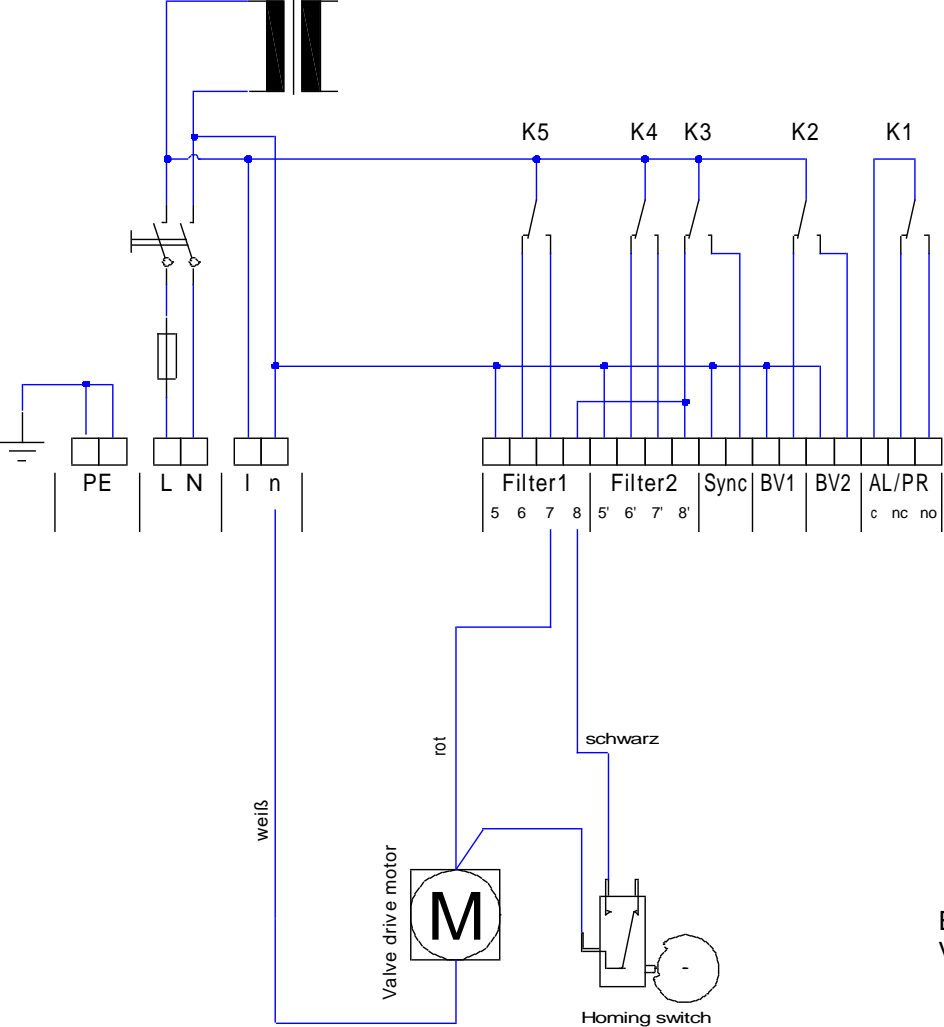 K5 K4 K3 K2 K1
PE L N l n Filter1 Filter2 Sync BV1 BV2 AL/PR
5 6 7 8 5' 6' 7' 8' c nc no
rot
schwarz
weiß
Valve drive motor
M
Homing switch